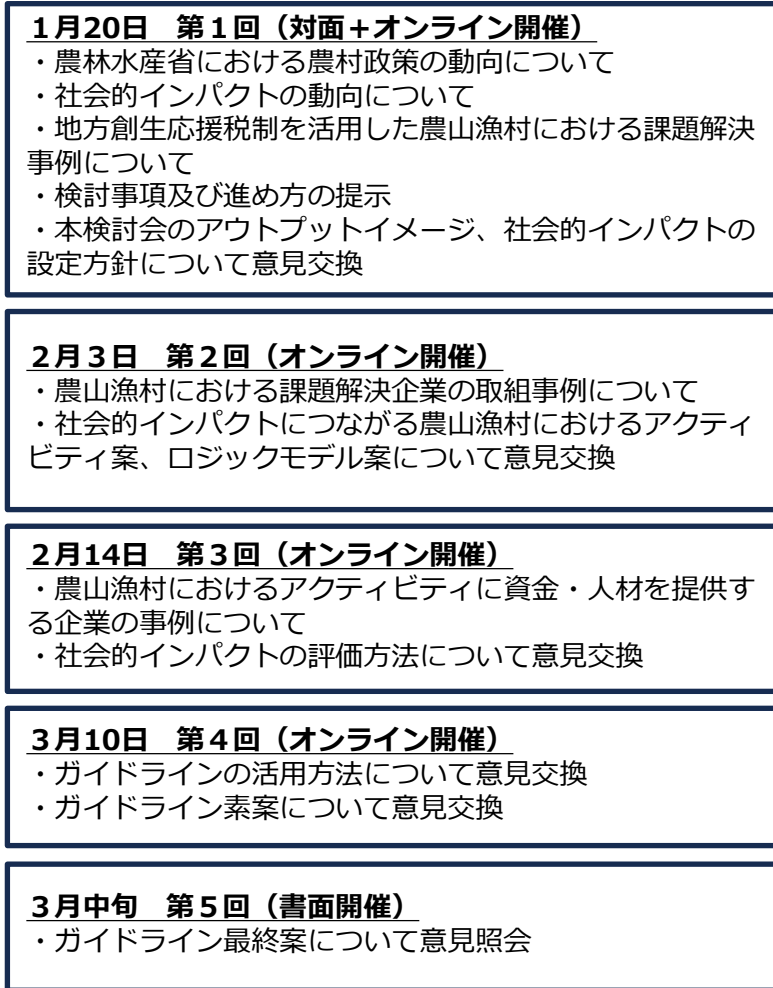 １月20日　第１回（対面＋オンライン開催）
・農林水産省における農村政策の動向について
・社会的インパクトの動向について
・地方創生応援税制を活用した農山漁村における課題解決
事例について
・検討事項及び進め方の提示
・本検討会のアウトプットイメージ、社会的インパクトの
設定方針について意見交換
２月３日　第２回（オンライン開催）
・農山漁村における課題解決企業の取組事例について
・社会的インパクトにつながる農山漁村におけるアクティ
ビティ案、ロジックモデル案について意見交換
２月14日　第３回（オンライン開催）
・農山漁村におけるアクティビティに資金・人材を提供す
る企業の事例について
・社会的インパクトの評価方法について意見交換
３月10日　第４回（オンライン開催）
・ガイドラインの活用方法について意見交換
・ガイドライン素案について意見交換
３月中旬　第５回（書面開催）
・ガイドライン最終案について意見照会